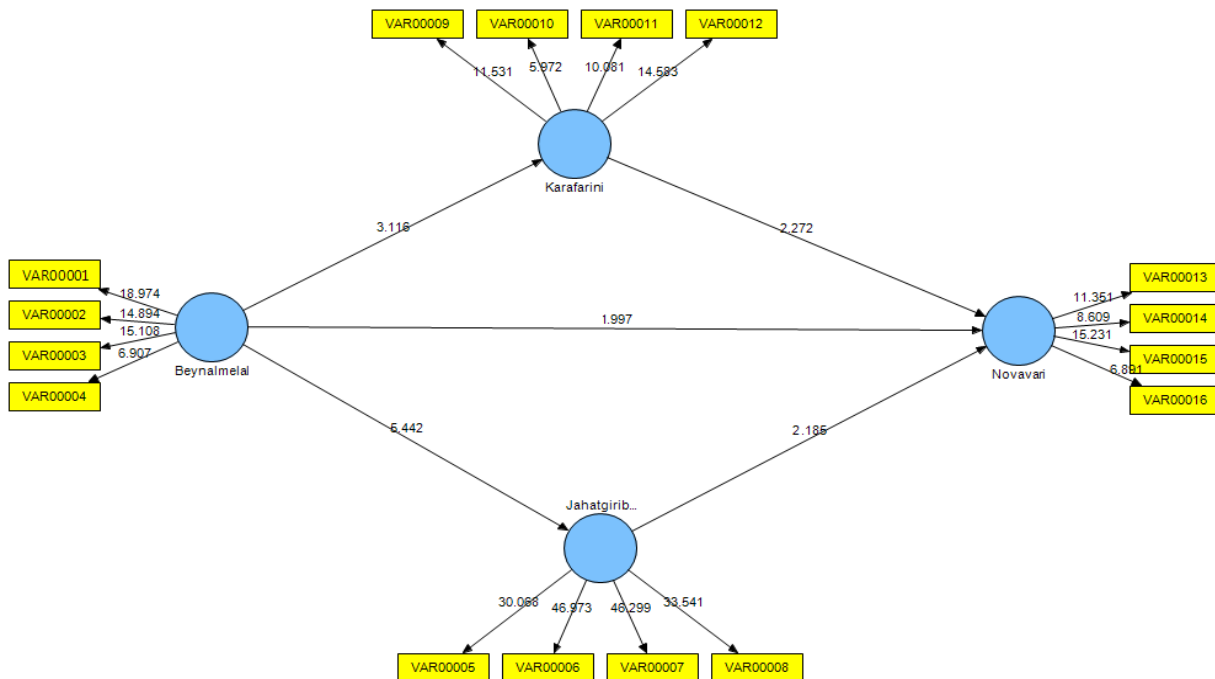 VAR00009
VAR00010
VAR00011
VAR00012
11.531
5.972
10.081
14.583
Karafarini
3.116
2.272
VAR00001
VAR00002
VAR00003
VAR00004
18.974
14.894
15.108
6.907
Beynalmelal
1.997
VAR00013
VAR00014
VAR00015
VAR00016
11.351
8.609
15.231
6.891
Novavari
5.442
2.185
Jahatgirib...
30.068
46.973
46.299
33.541
VAR00005
VAR00006
VAR00007
VAR00008